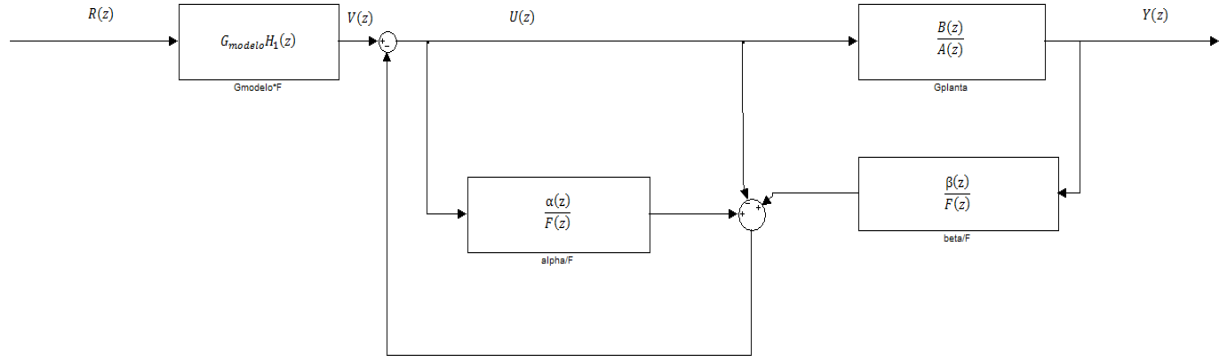 R(z)
V(z)
U(z)
Y(z)
G_{modelo}H_1(z)
Gmodelo*F
+
−
B(z)
A(z)
Gplanta
α(z)
F(z)
alpha/F
−
+
+
β(z)
F(z)
beta/F